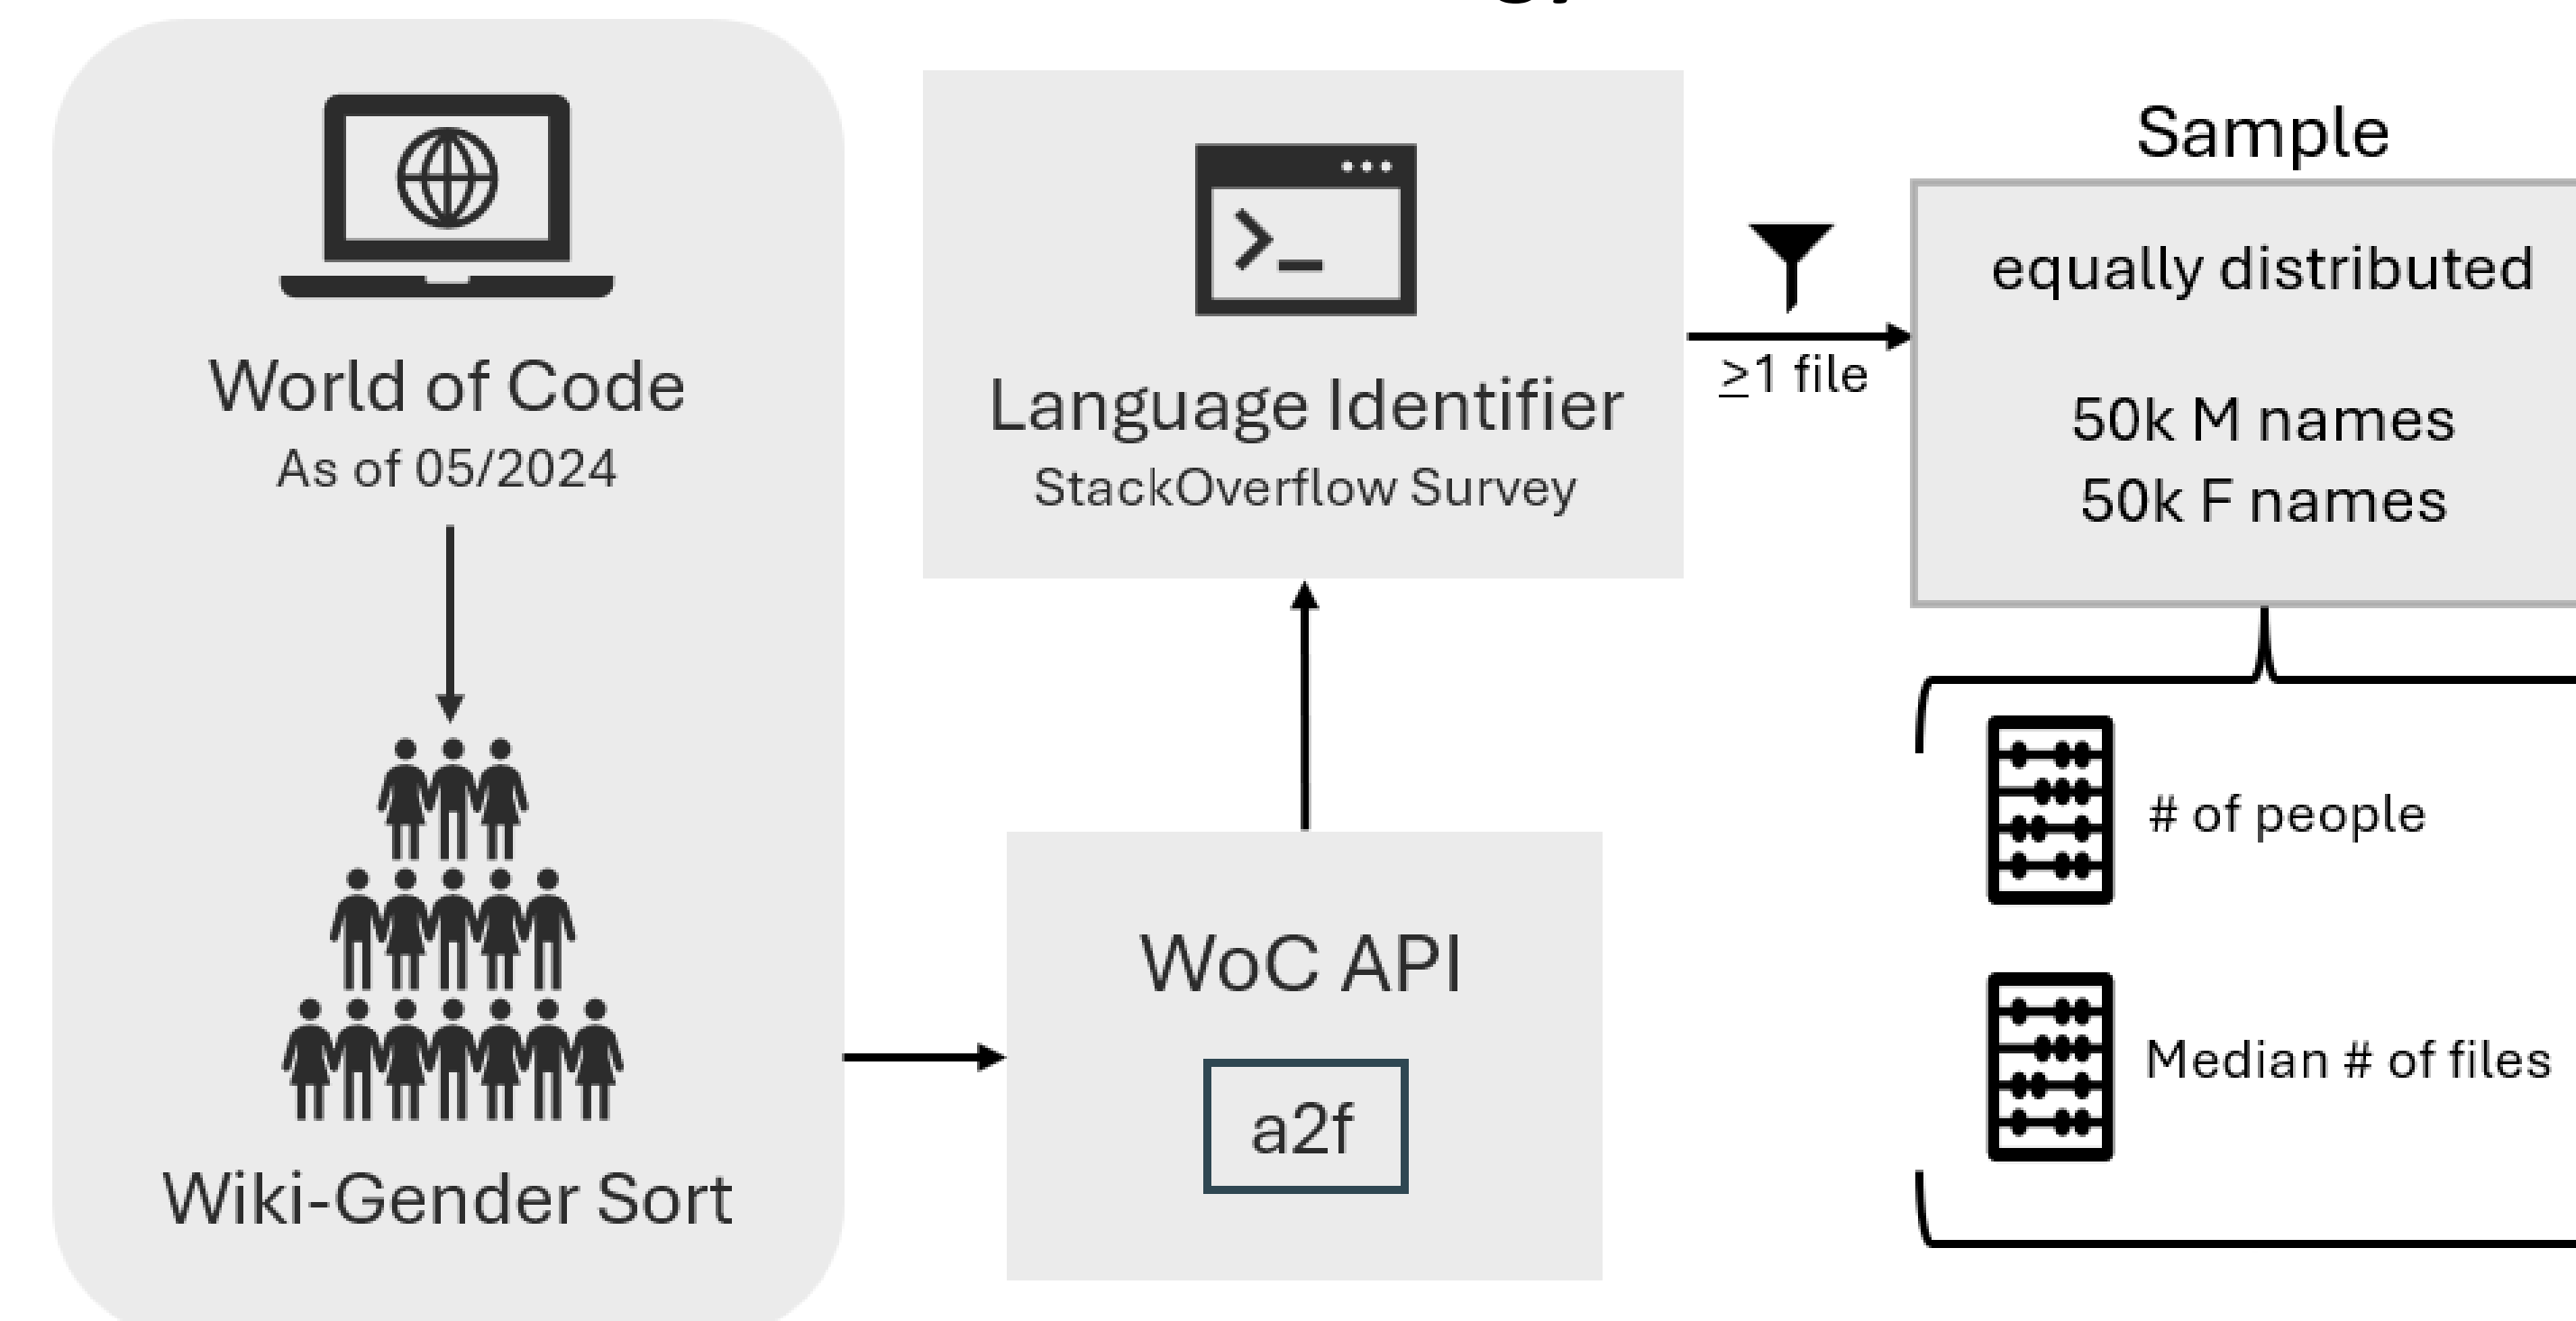 World of Code
As of 05/2024
Wiki-Gender Sort
WoC API
a2f
Language Identifier
StackOverflow Survey
≥1 file
Sample
equally distributed
50k M names
50k F names
# of people
Median # of files